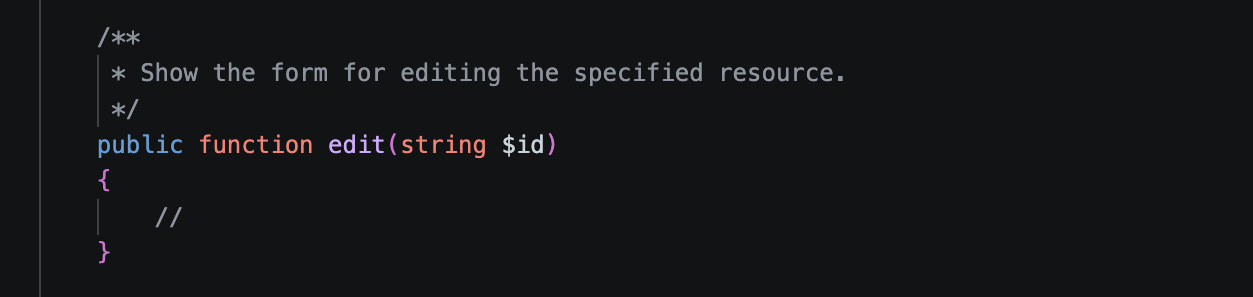 /**
 * Show the form for editing the specified resource.
 */
public function edit(string $id)
{
    //
}